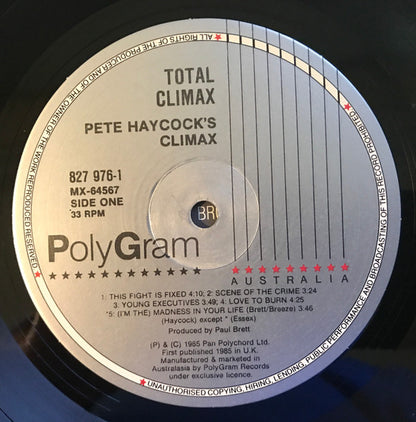 TOTAL
CLIMAX
PETE HAYCOCK'S
CLIMAX
827 976-1
MX-64567
SIDE ONE
33 RPM
BR
PolyGram
AUSTRALIA
1: THIS FIGHT IS FIXED 4:10; 2: SCENE OF THE CRIME 3:24
3: YOUNG EXECUTIVES 3:49; 4: LOVE TO BURN 4:25
*5: (I'M THE) MADNESS IN YOUR LIFE (Brett/Breeze) 3:46
(Haycock) except * (Essex)
Produced by Paul Brett
(P) & (C) 1985 Pan Polychord Ltd.
First published 1985 in U.K.
Manufactured & marketed in
Australasia by PolyGram Records
under exclusive licence.
ALL RIGHTS OF THE PRODUCER AND OF THE OWNER OF THE WORK REPRODUCED RESERVED
UNAUTHORISED COPYING, HIRING, LENDING, PUBLIC PERFORMANCE AND BROADCASTING OF THIS RECORD PROHIBITED